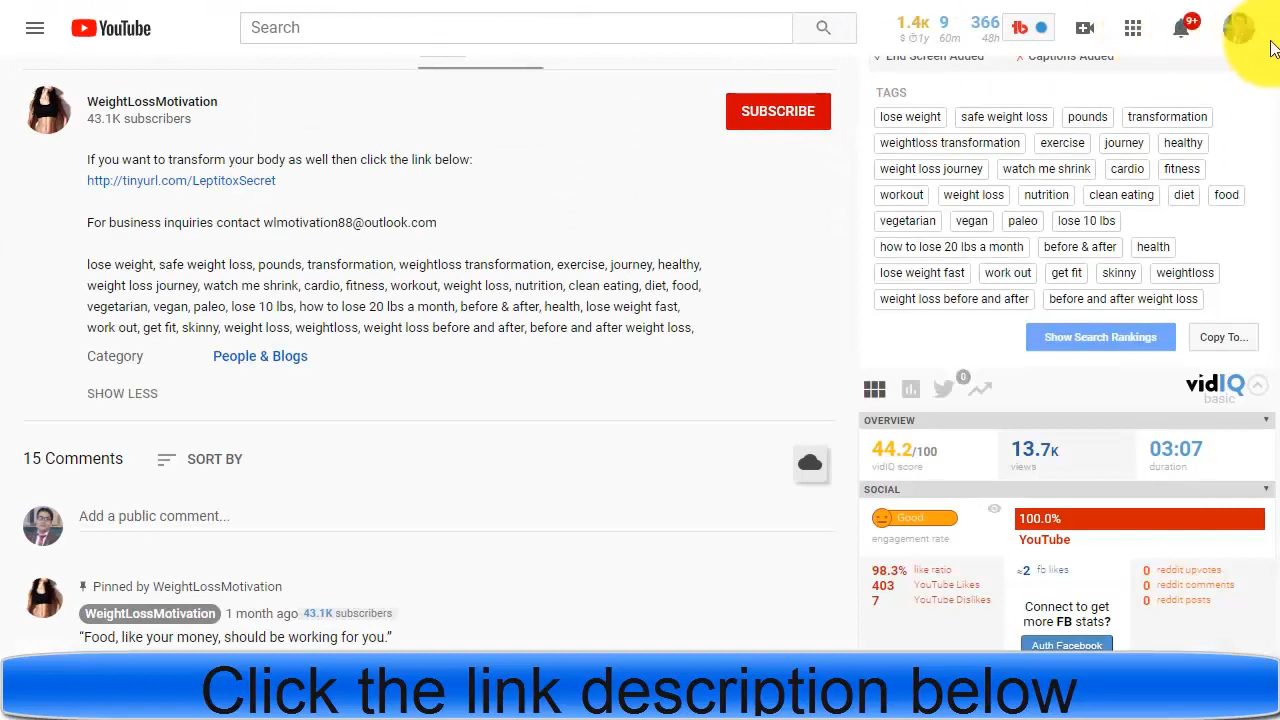 YouTube
Search
1.4K 9 366
$ 1y 60m 48h
9+
End Screen Added Captions Added
WeightLossMotivation
43.1K subscribers
SUBSCRIBE
If you want to transform your body as well then click the link below:
http://tinyurl.com/LeptitoxSecret
For business inquiries contact wlmotivation88@outlook.com
lose weight, safe weight loss, pounds, transformation, weightloss transformation, exercise, journey, healthy,
weight loss journey, watch me shrink, cardio, fitness, workout, weight loss, nutrition, clean eating, diet, food,
vegetarian, vegan, paleo, lose 10 lbs, how to lose 20 lbs a month, before & after, health, lose weight fast,
work out, get fit, skinny, weight loss, weightloss, weight loss before and after, before and after weight loss,
Category People & Blogs
SHOW LESS
15 Comments SORT BY
Add a public comment...
Pinned by WeightLossMotivation
WeightLossMotivation 1 month ago 43.1K subscribers
“Food, like your money, should be working for you.”
TAGS
lose weight safe weight loss pounds transformation
weightloss transformation exercise journey healthy
weight loss journey watch me shrink cardio fitness
workout weight loss nutrition clean eating diet food
vegetarian vegan paleo lose 10 lbs
how to lose 20 lbs a month before & after health
lose weight fast work out get fit skinny weightloss
weight loss before and after before and after weight loss
Show Search Rankings Copy To...
0
vidIQ
basic
OVERVIEW
44.2/100 13.7K 03:07
vidIQ score views duration
SOCIAL
Good
engagement rate
100.0%
YouTube
98.3% like ratio
403 YouTube Likes
7 YouTube Dislikes
≈2 fb likes
Connect to get
more FB stats?
Auth Facebook
0 reddit upvotes
0 reddit comments
0 reddit posts
Click the link description below